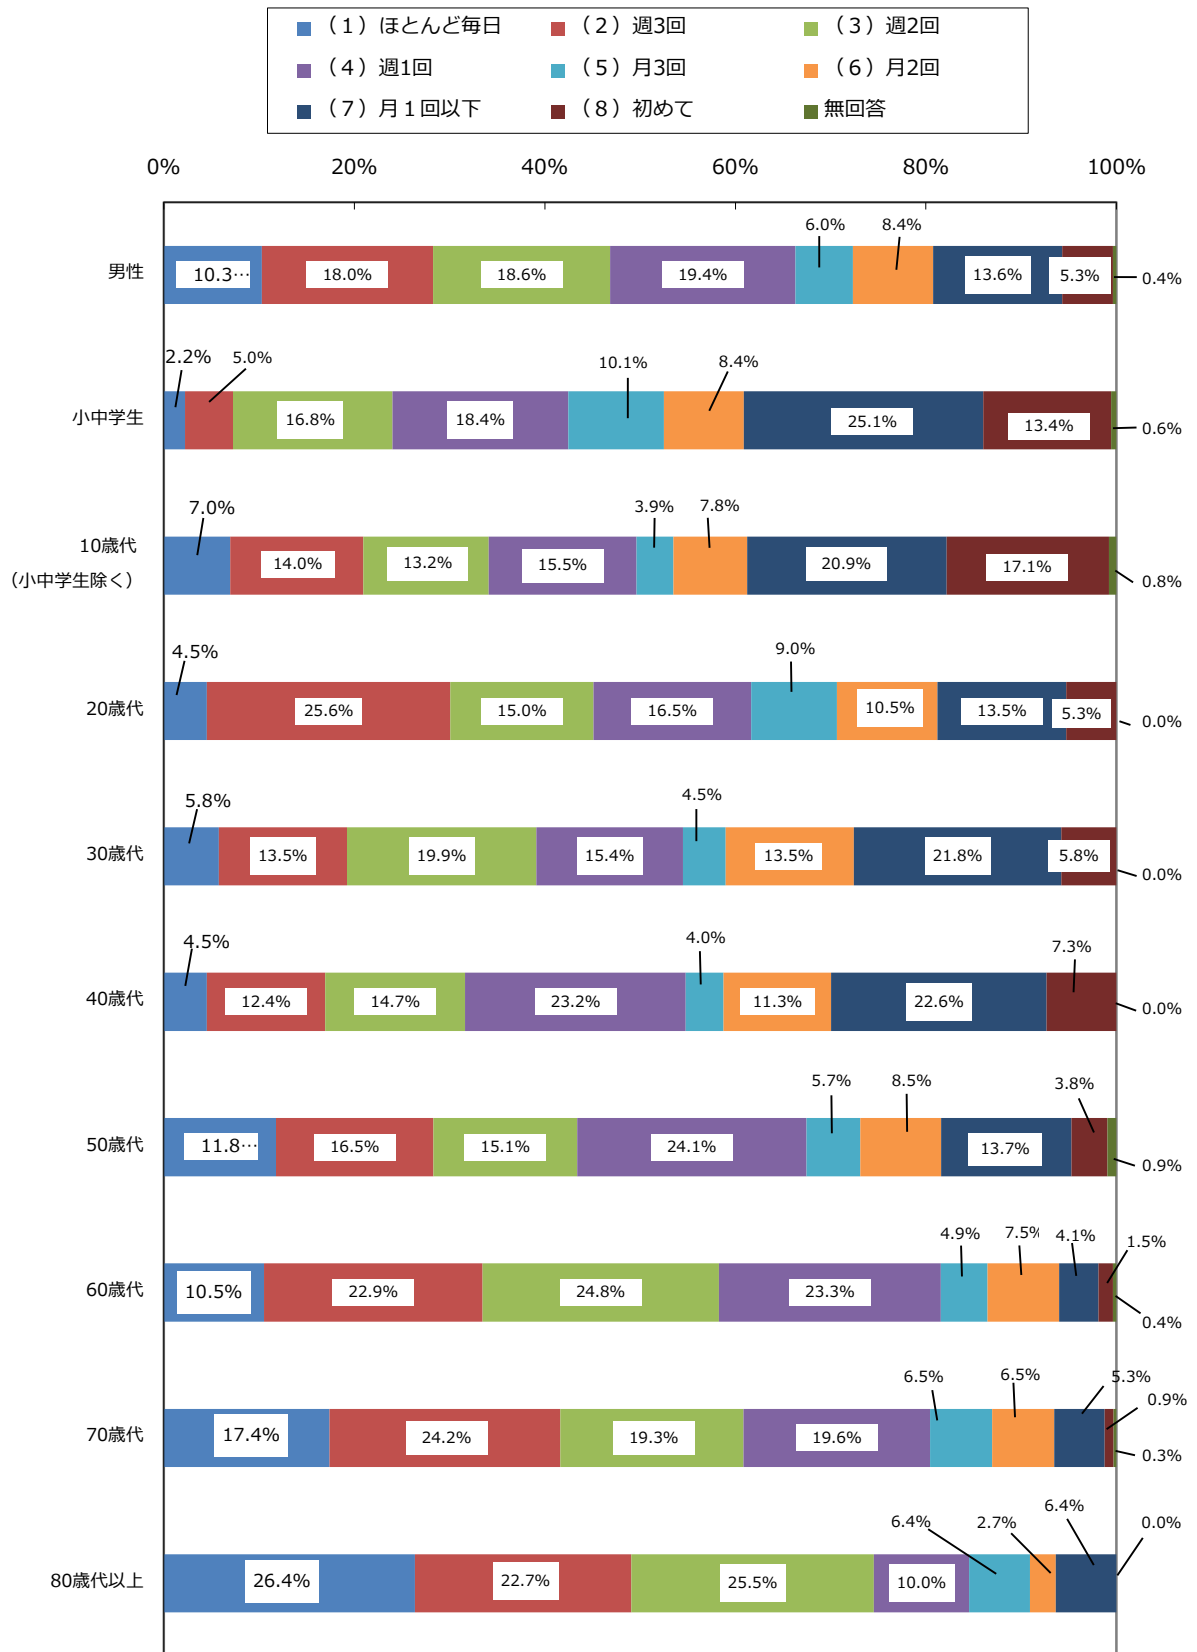 （1）ほとんど毎日 （2）週3回 （3）週2回
（4）週1回 （5）月3回 （6）月2回
（7）月１回以下 （8）初めて 無回答
0% 20% 40% 60% 80% 100%
6.0% 8.4%
男性 10.3… 18.0% 18.6% 19.4% 13.6% 5.3% 0.4%
2.2% 5.0% 10.1% 8.4%
小中学生 16.8% 18.4% 25.1% 13.4% 0.6%
7.0% 3.9% 7.8%
10歳代 14.0% 13.2% 15.5% 20.9% 17.1%
（小中学生除く） 0.8%
4.5% 9.0%
20歳代 25.6% 15.0% 16.5% 10.5% 13.5% 5.3% 0.0%
5.8% 4.5%
30歳代 13.5% 19.9% 15.4% 13.5% 21.8% 5.8% 0.0%
4.5% 4.0% 7.3%
40歳代 12.4% 14.7% 23.2% 11.3% 22.6% 0.0%
5.7% 8.5% 3.8%
50歳代 11.8… 16.5% 15.1% 24.1% 13.7% 0.9%
4.9% 7.5% 4.1% 1.5%
60歳代 10.5% 22.9% 24.8% 23.3% 0.4%
6.5% 6.5% 5.3% 0.9%
70歳代 17.4% 24.2% 19.3% 19.6% 0.3%
6.4% 2.7% 6.4% 0.0%
80歳代以上 26.4% 22.7% 25.5% 10.0%